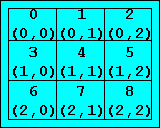 0 1 2
(0,0) (0,1) (0,2)
3 4 5
(1,0) (1,1) (1,2)
6 7 8
(2,0) (2,1) (2,2)